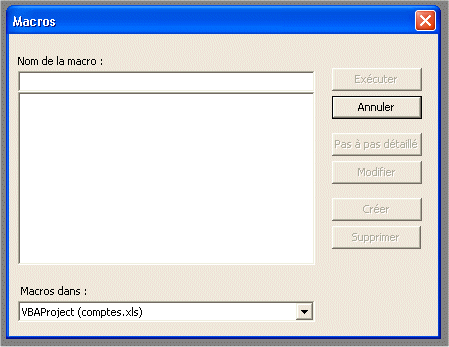 Macros
Nom de la macro :
Exécuter
Annuler
Pas à pas détaillé
Modifier
Créer
Supprimer
Macros dans :
VBAProject (comptes.xls)